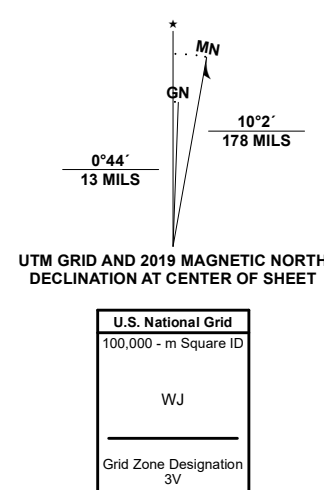 ★
MN
GN
10°2´
178 MILS
0°44´
13 MILS
UTM GRID AND 2019 MAGNETIC NORTH
DECLINATION AT CENTER OF SHEET
U.S. National Grid
100,000 - m Square ID
WJ
Grid Zone Designation
3V